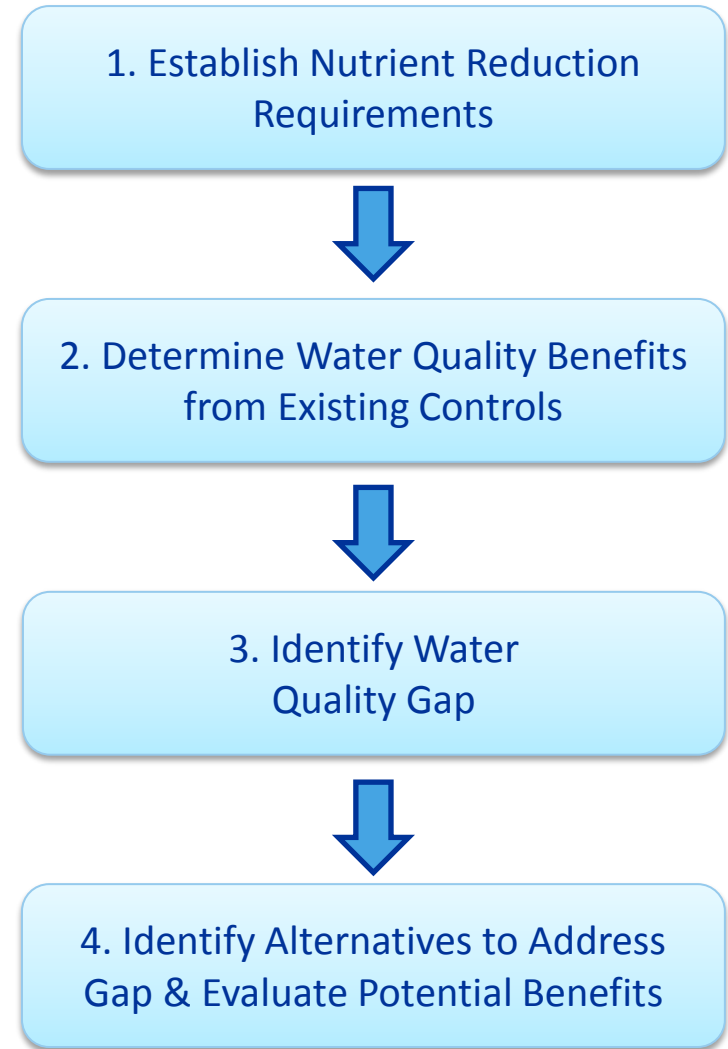 1. Establish Nutrient Reduction
Requirements
2. Determine Water Quality Benefits
from Existing Controls
3. Identify Water
Quality Gap
4. Identify Alternatives to Address
Gap & Evaluate Potential Benefits